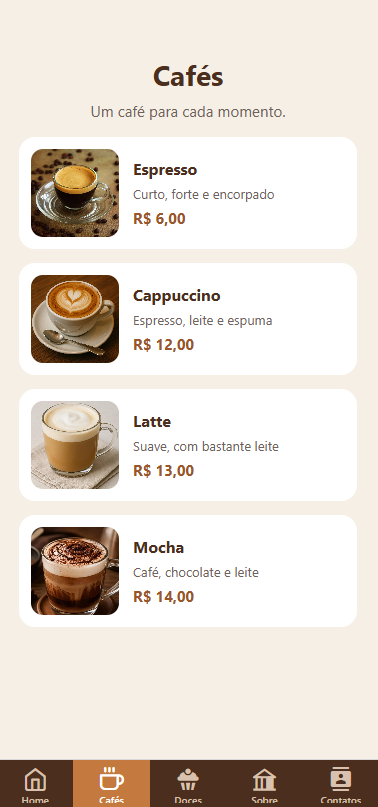 Cafés
Um café para cada momento.
Espresso
Curto, forte e encorpado
R$ 6,00
Cappuccino
Espresso, leite e espuma
R$ 12,00
Latte
Suave, com bastante leite
R$ 13,00
Mocha
Café, chocolate e leite
R$ 14,00
Home Cafés Doces Sobre Contatos